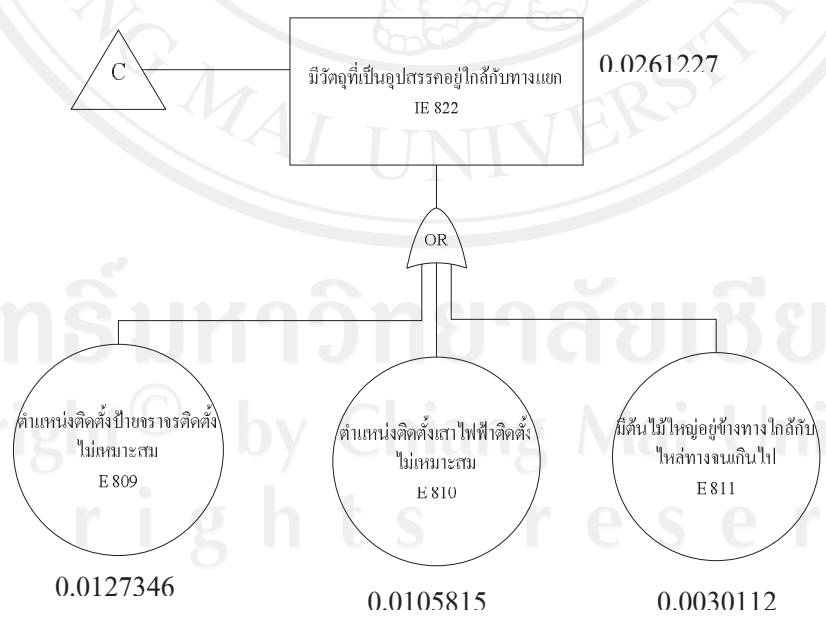 C
มีวัตถุที่เป็นอุปสรรคอยู่ใกล้กับทางแยก
IE 822
0.0261227
OR
ตำแหน่งติดตั้งป้ายจราจรติดตั้ง
ไม่เหมาะสม
E 809
ตำแหน่งติดตั้งเสาไฟฟ้าติดตั้ง
ไม่เหมาะสม
E 810
มีต้นไม้ใหญ่อยู่ข้างทางใกล้กับ
ไหล่ทางจนเกินไป
E 811
0.0127346
0.0105815
0.0030112